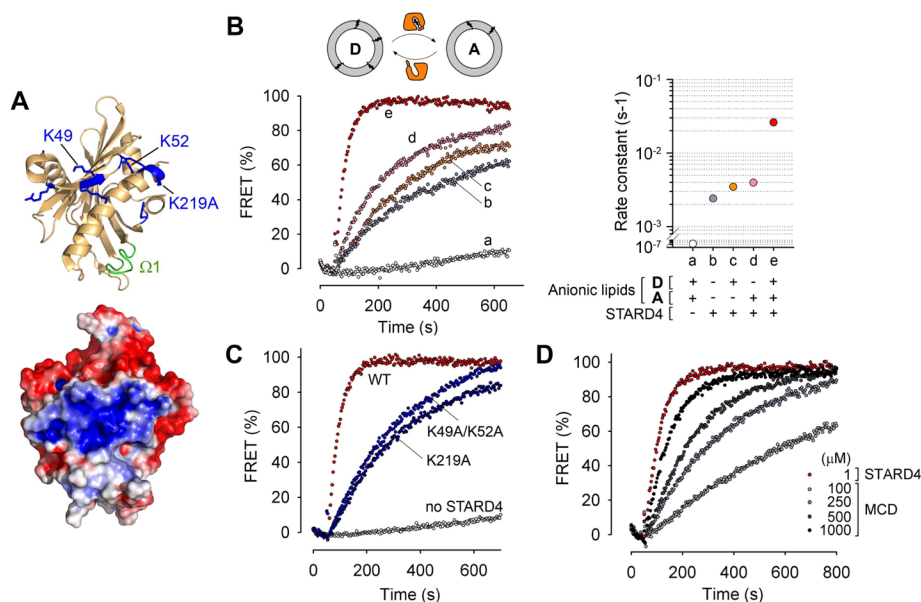 A
K49
K52
K219A
Ω1
B
D
A
FRET (%)
100
80
60
40
20
0
e
d
c
b
a
0
200
400
600
Time (s)
Rate constant (s-1)
10-1
10-2
10-3
10-7
a b c d e
Anionic lipids
D + - + - +
A + - - + +
STARD4 - + + + +
C
FRET (%)
100
80
60
40
20
0
WT
K49A/K52A
K219A
no STARD4
0
200
400
600
Time (s)
D
FRET (%)
100
80
60
40
20
0
(µM)
1 STARD4
100
250
500
1000
MCD
0
200
400
600
800
Time (s)